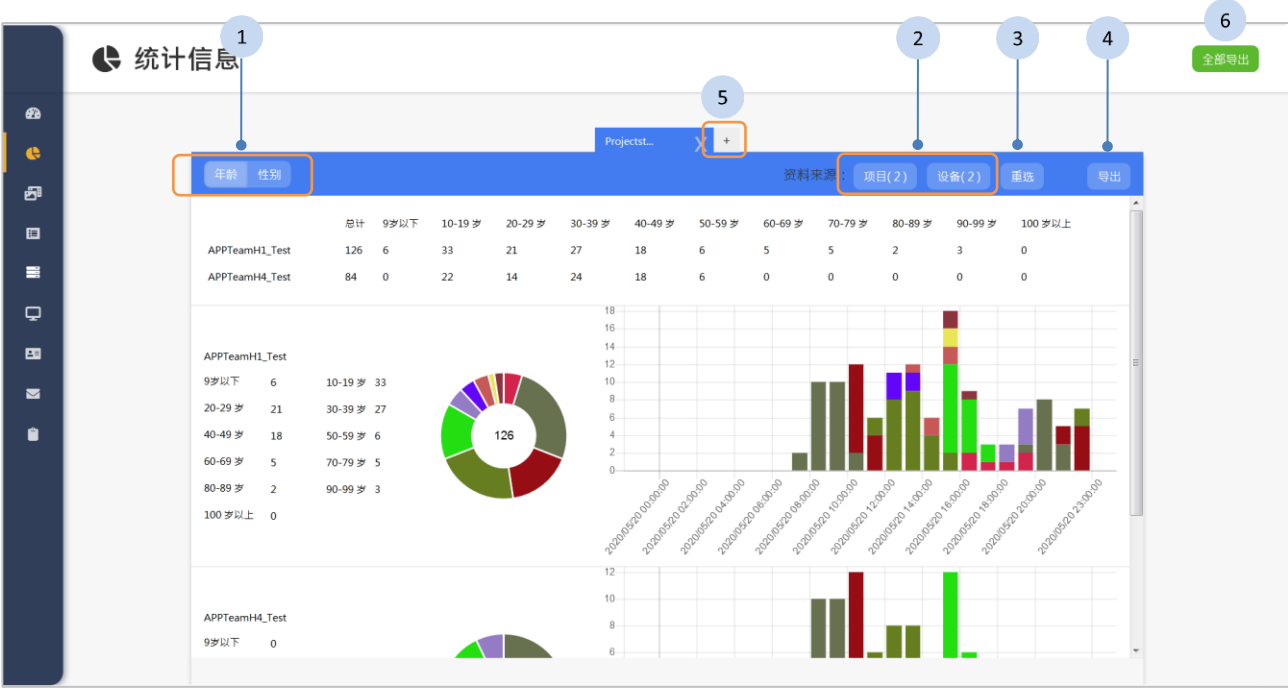 1
2
3
4
6
统计信息
全部导出
5
Projectst... X +
年龄 性别 资料来源： 项目(2) 设备(2) 重选 导出
总计 9岁以下 10-19 岁 20-29 岁 30-39 岁 40-49 岁 50-59 岁 60-69 岁 70-79 岁 80-89 岁 90-99 岁 100 岁以上
APPTeamH1_Test 126 6 33 21 27 18 6 5 5 2 3 0
APPTeamH4_Test 84 0 22 14 24 18 6 0 0 0 0 0
APPTeamH1_Test
9岁以下 6 10-19 岁 33
20-29 岁 21 30-39 岁 27
40-49 岁 18 50-59 岁 6
60-69 岁 5 70-79 岁 5
80-89 岁 2 90-99 岁 3
100 岁以上 0
126
18
16
14
12
10
8
6
4
2
0
2020/05/20 00:00:00
2020/05/20 02:00:00
2020/05/20 04:00:00
2020/05/20 06:00:00
2020/05/20 08:00:00
2020/05/20 10:00:00
2020/05/20 12:00:00
2020/05/20 14:00:00
2020/05/20 16:00:00
2020/05/20 18:00:00
2020/05/20 20:00:00
2020/05/20 23:00:00
APPTeamH4_Test
9岁以下 0
12
10
8
6